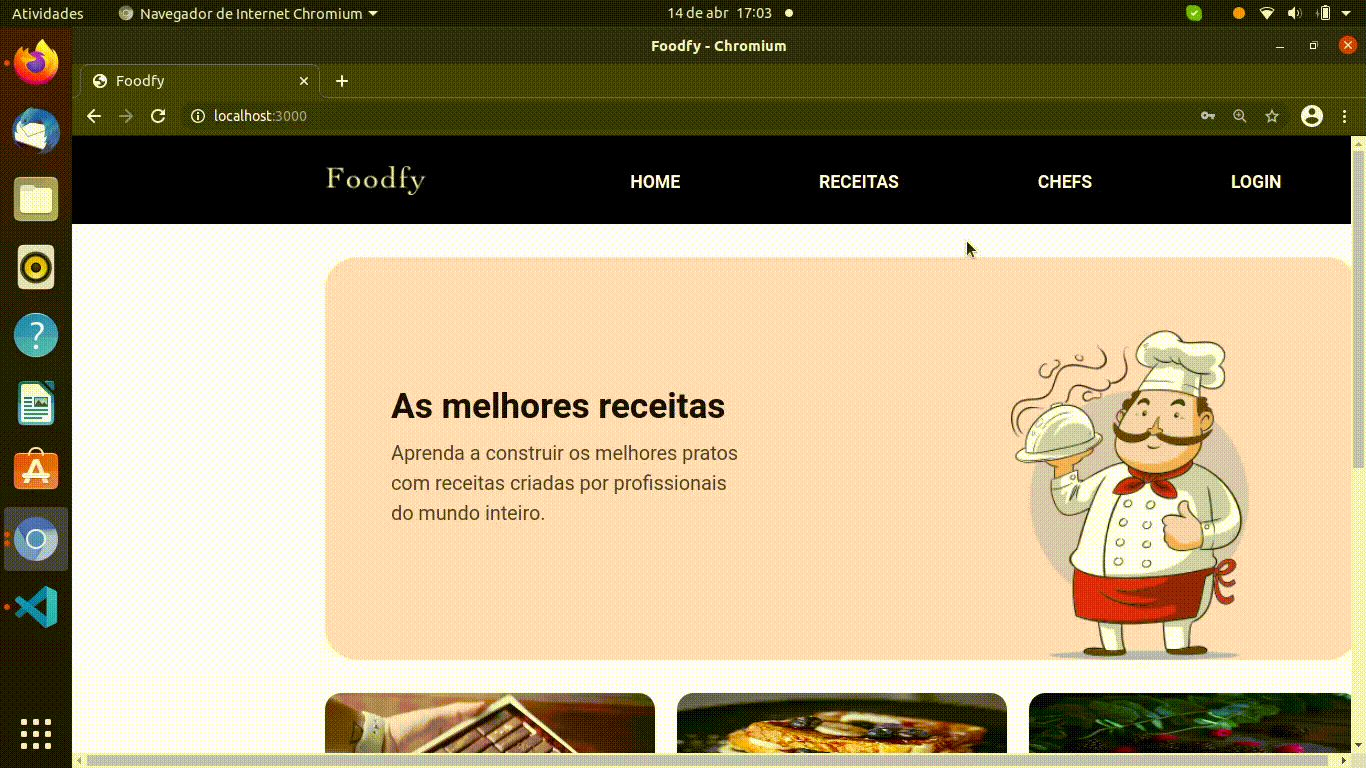 Atividades
Navegador de Internet Chromium
14 de abr 17:03
Foodfy - Chromium
Foodfy
localhost:3000
Foodfy
HOME
RECEITAS
CHEFS
LOGIN
As melhores receitas
Aprenda a construir os melhores pratos
com receitas criadas por profissionais
do mundo inteiro.